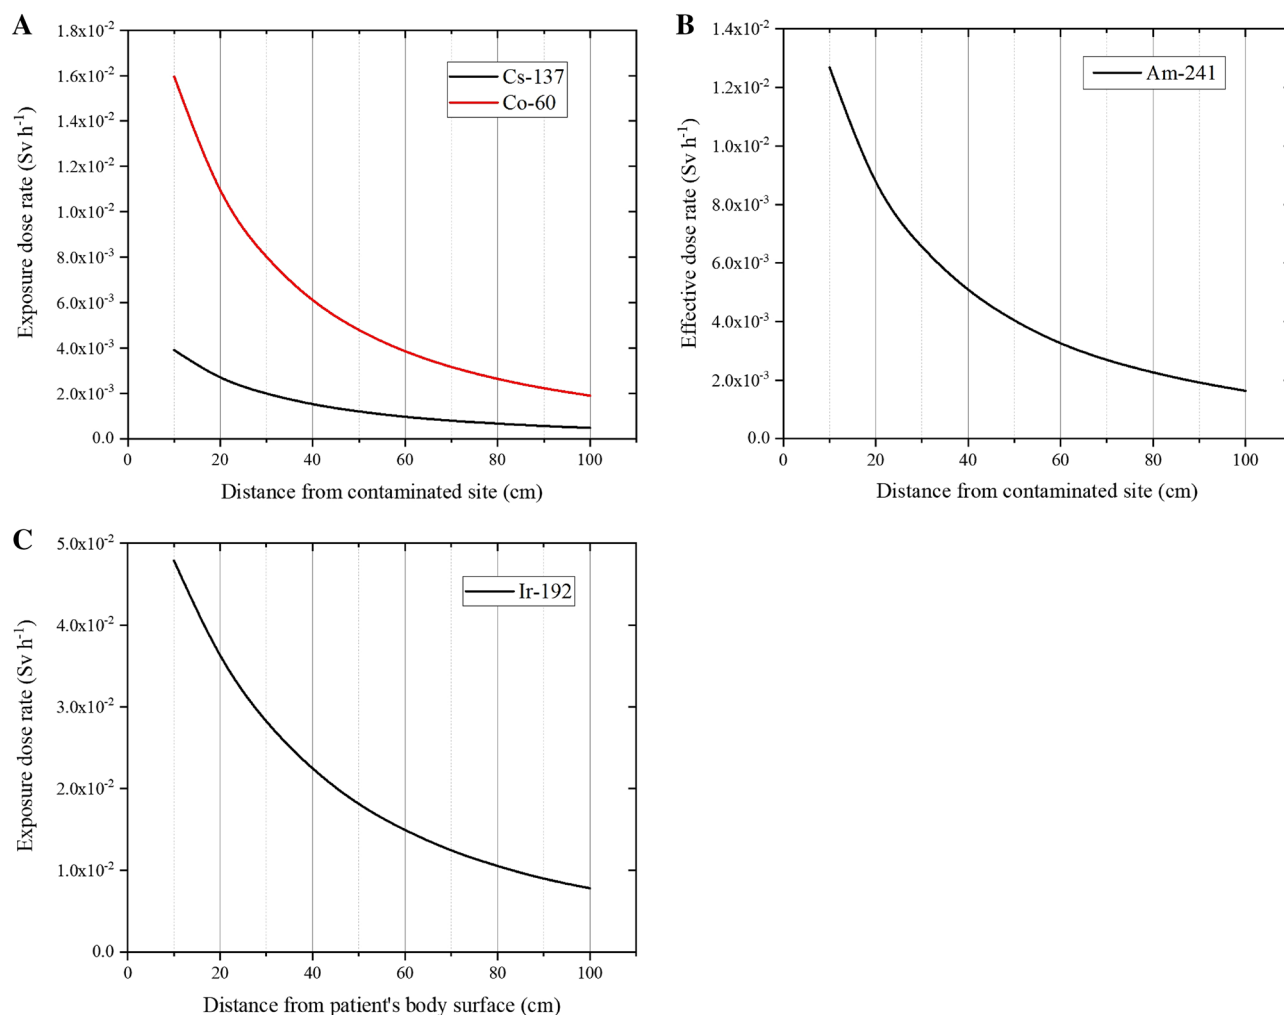 A
Exposure dose rate (Sv h⁻¹)
1.8x10⁻²
1.6x10⁻²
1.4x10⁻²
1.2x10⁻²
1.0x10⁻²
8.0x10⁻³
6.0x10⁻³
4.0x10⁻³
2.0x10⁻³
0.0
Cs-137
Co-60
0 20 40 60 80 100
Distance from contaminated site (cm)
B
Effective dose rate (Sv h⁻¹)
1.4x10⁻²
1.2x10⁻²
1.0x10⁻²
8.0x10⁻³
6.0x10⁻³
4.0x10⁻³
2.0x10⁻³
0.0
Am-241
0 20 40 60 80 100
Distance from contaminated site (cm)
C
Exposure dose rate (Sv h⁻¹)
5.0x10⁻²
4.0x10⁻²
3.0x10⁻²
2.0x10⁻²
1.0x10⁻²
0.0
Ir-192
0 20 40 60 80 100
Distance from patient's body surface (cm)